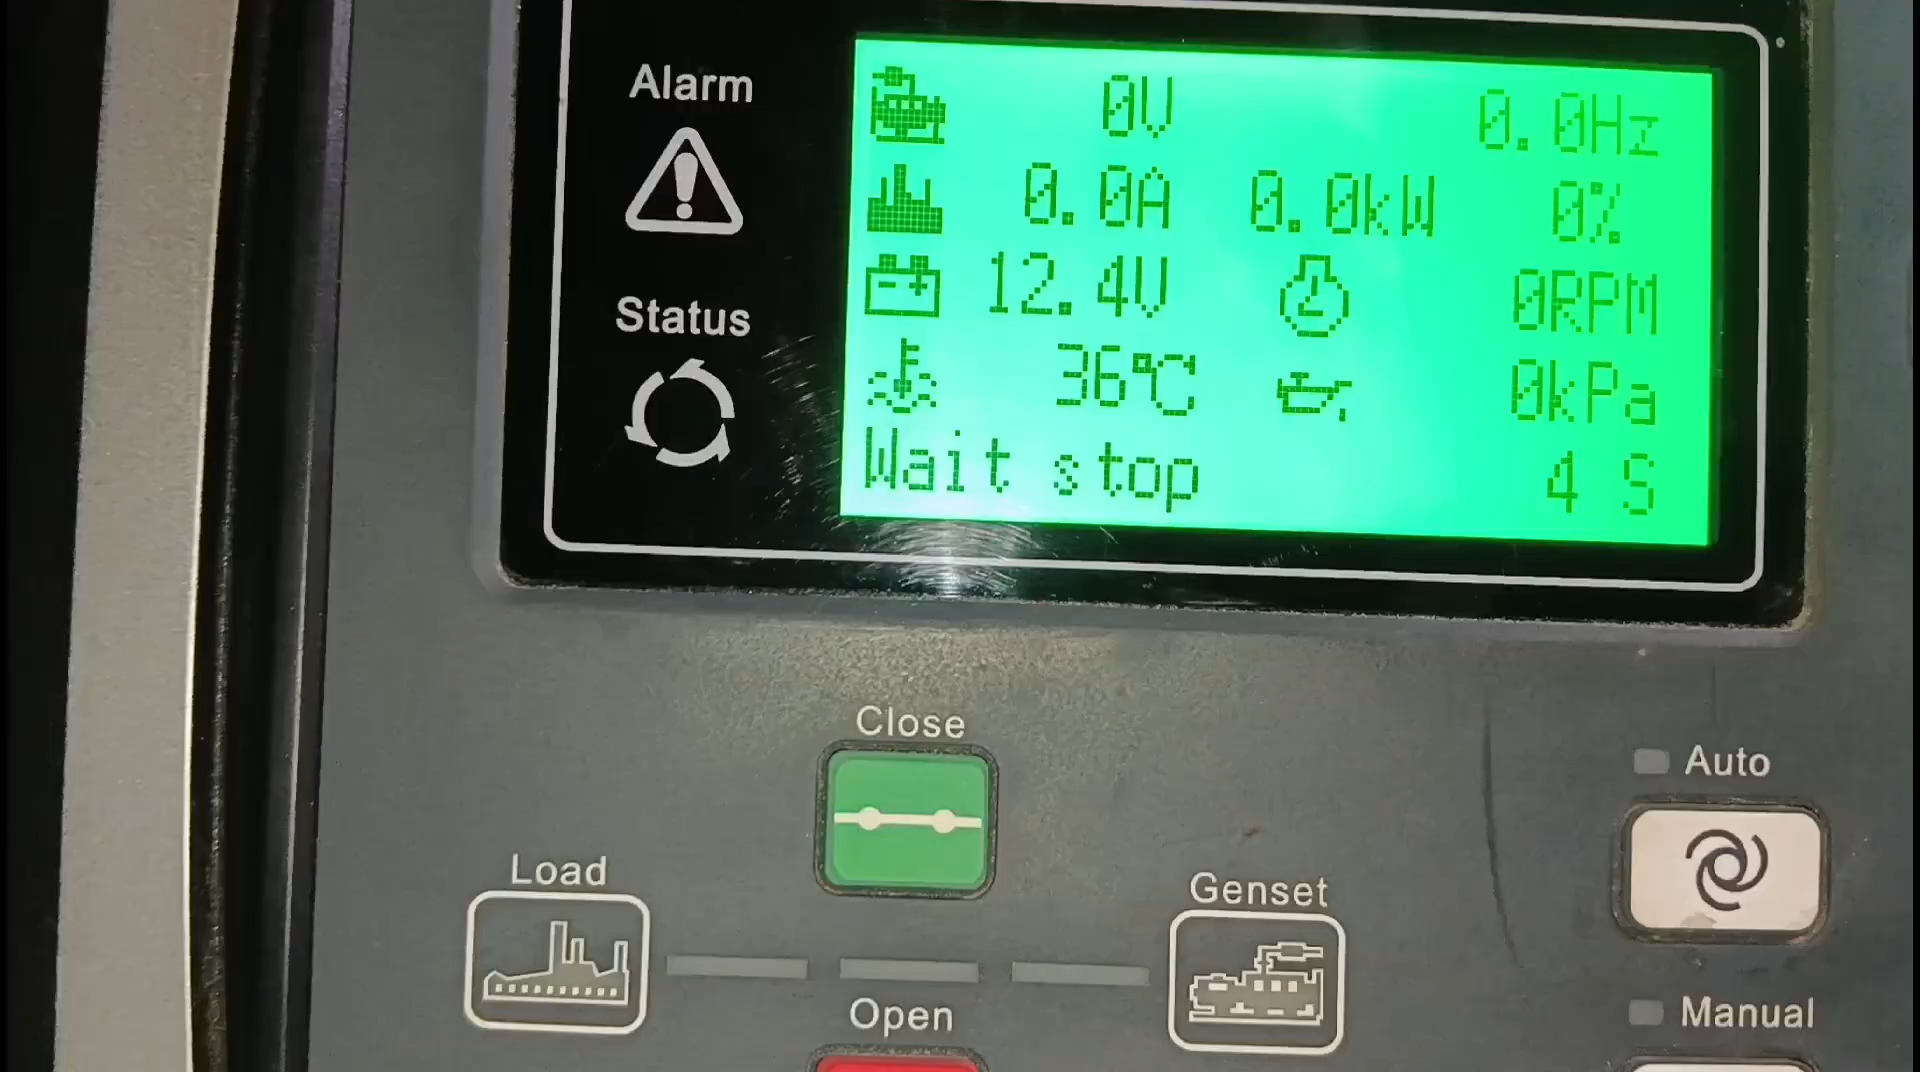 Alarm
Status
0V 0.0Hz
0.0A 0.0kW 0%
12.4V 0RPM
36℃ 0kPa
Wait stop 4 S
Close
Auto
Load
Genset
Open
Manual